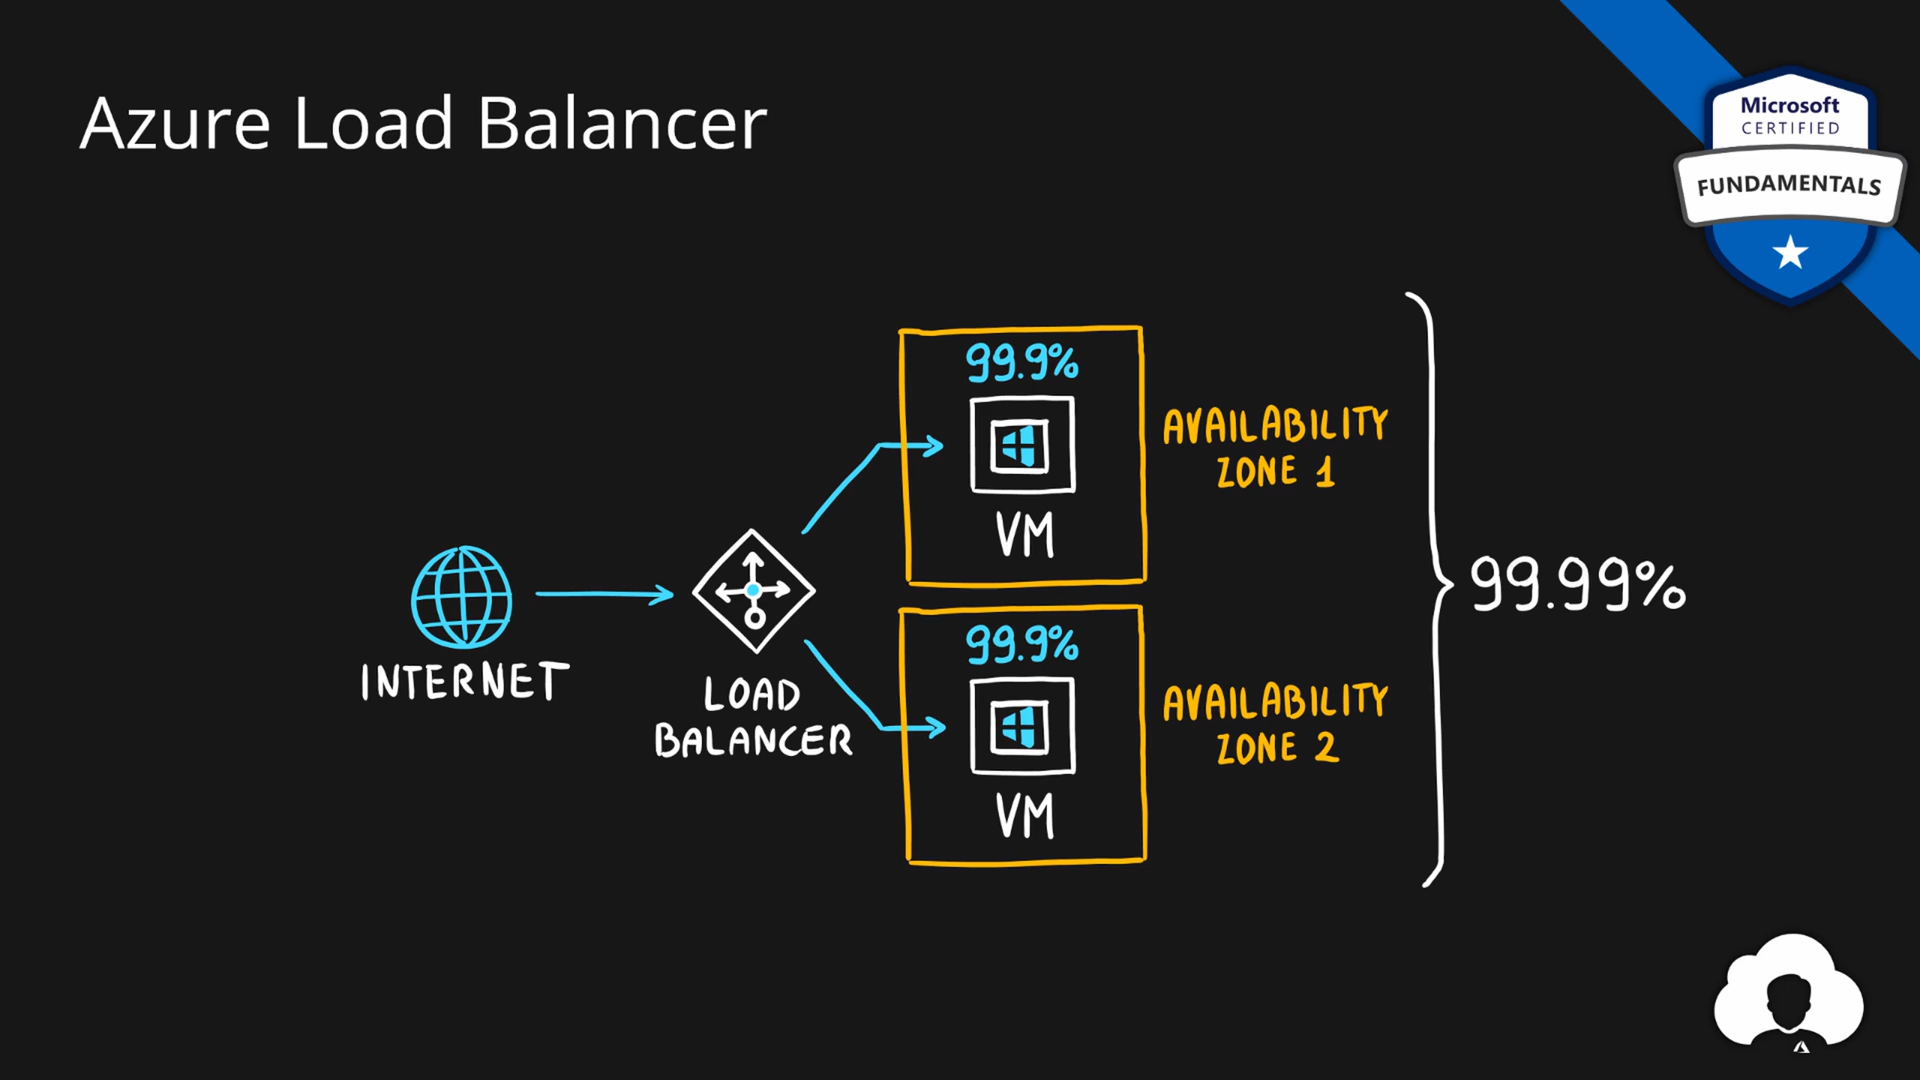 Azure Load Balancer
Microsoft
CERTIFIED
FUNDAMENTALS
99.9%
VM
AVAILABILITY
ZONE 1
INTERNET
LOAD
BALANCER
99.9%
VM
AVAILABILITY
ZONE 2
99.99%